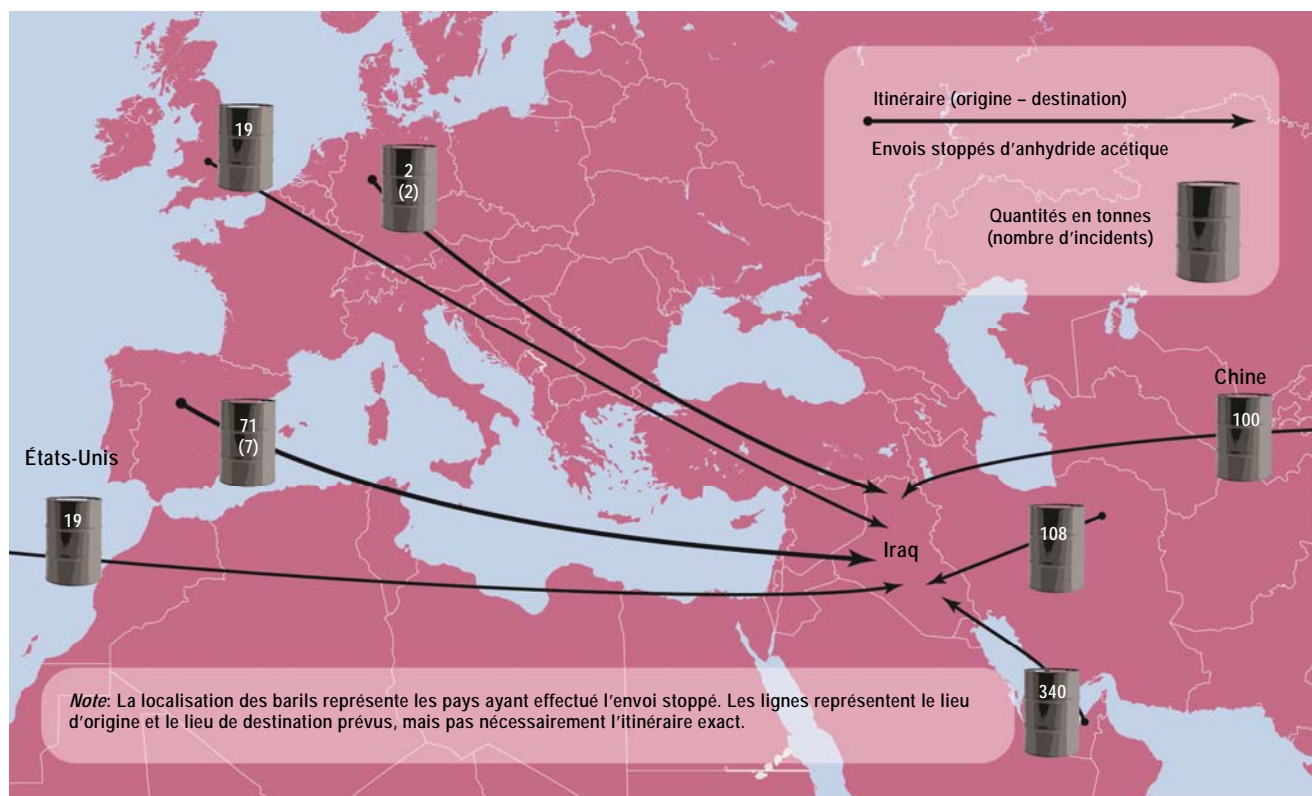 Itinéraire (origine – destination)
Envois stoppés d'anhydride acétique
Quantités en tonnes
(nombre d'incidents)
19
2
(2)
Chine
100
71
(7)
États-Unis
19
Iraq
108
340
Note: La localisation des barils représente les pays ayant effectué l'envoi stoppé. Les lignes représentent le lieu
d'origine et le lieu de destination prévus, mais pas nécessairement l'itinéraire exact.